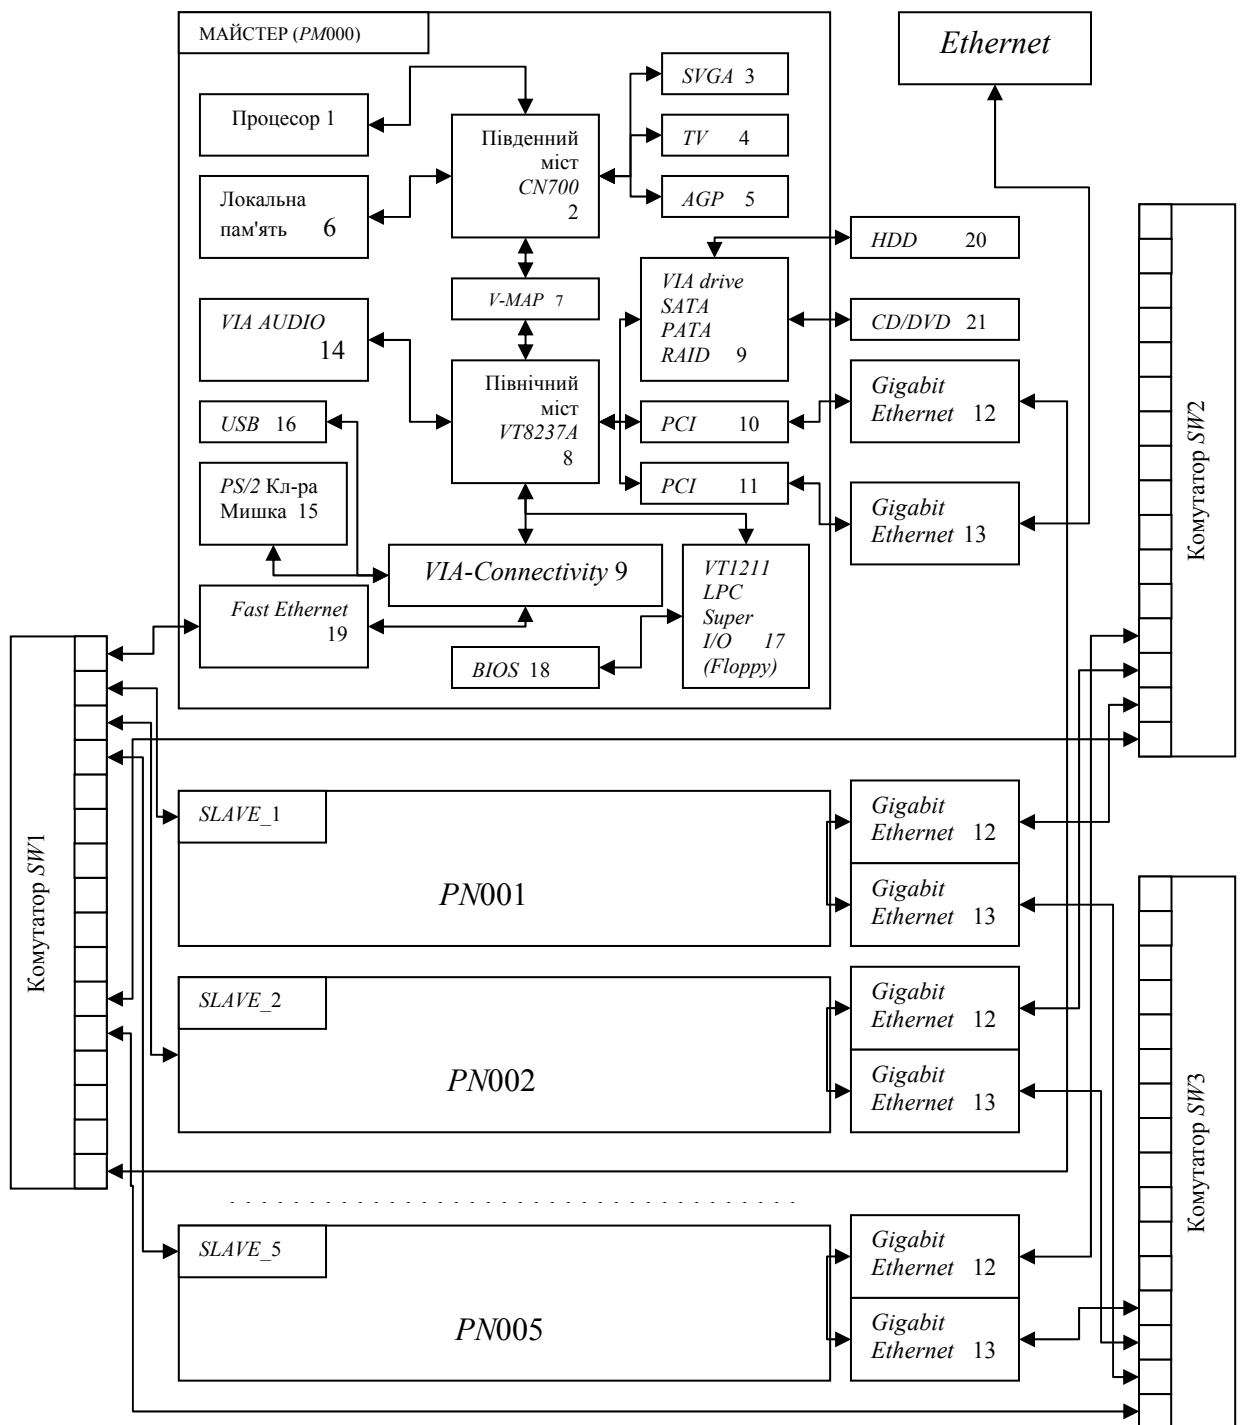 МАЙСТЕР (PM000)
Ethernet
Процесор 1
Південний
міст
CN700
2
SVGA 3
TV 4
AGP 5
Локальна
пам'ять 6
V-MAP 7
VIA drive
SATA
PATA
RAID 9
HDD 20
CD/DVD 21
VIA AUDIO
14
Північний
міст
VT8237A
8
USB 16
PCI 10
PCI 11
Gigabit
Ethernet 12
Gigabit
Ethernet 13
PS/2 Кл-ра
Мишка 15
VIA-Connectivity 9
VT1211
LPC
Super
I/O 17
(Floppy)
Fast Ethernet
19
BIOS 18
Комутатор SW2
Комутатор SW1
SLAVE_1
PN001
Gigabit
Ethernet 12
Gigabit
Ethernet 13
SLAVE_2
PN002
Gigabit
Ethernet 12
Gigabit
Ethernet 13
Комутатор SW3
SLAVE_5
PN005
Gigabit
Ethernet 12
Gigabit
Ethernet 13